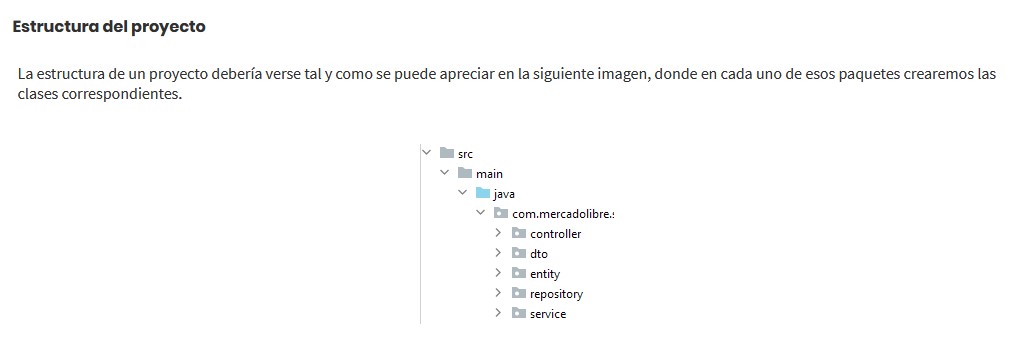 Estructura del proyecto
La estructura de un proyecto debería verse tal y como se puede apreciar en la siguiente imagen, donde en cada uno de esos paquetes crearemos las
clases correspondientes.
src
main
java
com.mercadolibre.
controller
dto
entity
repository
service